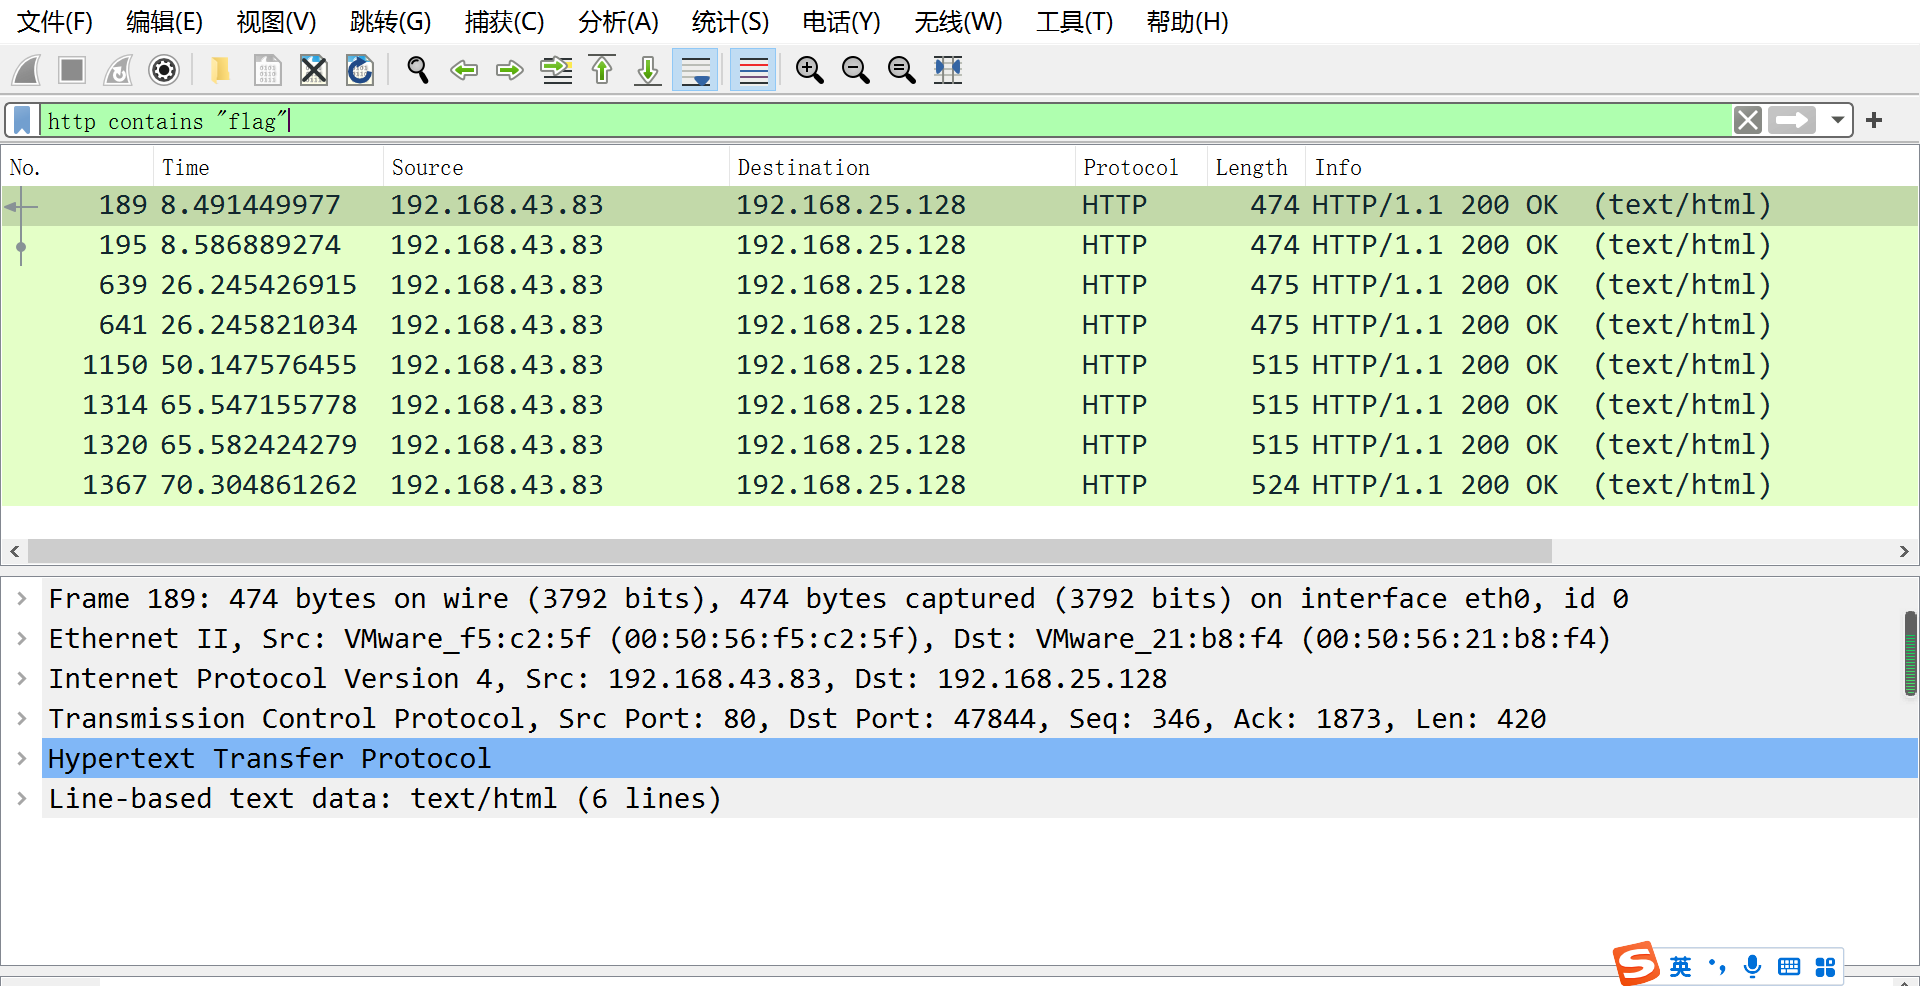 文件(F) 编辑(E) 视图(V) 跳转(G) 捕获(C) 分析(A) 统计(S) 电话(Y) 无线(W) 工具(T) 帮助(H)
http contains "flag"
No. Time Source Destination Protocol Length Info
189 8.491449977 192.168.43.83 192.168.25.128 HTTP 474 HTTP/1.1 200 OK (text/html)
195 8.586889274 192.168.43.83 192.168.25.128 HTTP 474 HTTP/1.1 200 OK (text/html)
639 26.245426915 192.168.43.83 192.168.25.128 HTTP 475 HTTP/1.1 200 OK (text/html)
641 26.245821034 192.168.43.83 192.168.25.128 HTTP 475 HTTP/1.1 200 OK (text/html)
1150 50.147576455 192.168.43.83 192.168.25.128 HTTP 515 HTTP/1.1 200 OK (text/html)
1314 65.547155778 192.168.43.83 192.168.25.128 HTTP 515 HTTP/1.1 200 OK (text/html)
1320 65.582424279 192.168.43.83 192.168.25.128 HTTP 515 HTTP/1.1 200 OK (text/html)
1367 70.304861262 192.168.43.83 192.168.25.128 HTTP 524 HTTP/1.1 200 OK (text/html)
Frame 189: 474 bytes on wire (3792 bits), 474 bytes captured (3792 bits) on interface eth0, id 0
Ethernet II, Src: VMware_f5:c2:5f (00:50:56:f5:c2:5f), Dst: VMware_21:b8:f4 (00:50:56:21:b8:f4)
Internet Protocol Version 4, Src: 192.168.43.83, Dst: 192.168.25.128
Transmission Control Protocol, Src Port: 80, Dst Port: 47844, Seq: 346, Ack: 1873, Len: 420
Hypertext Transfer Protocol
Line-based text data: text/html (6 lines)
英